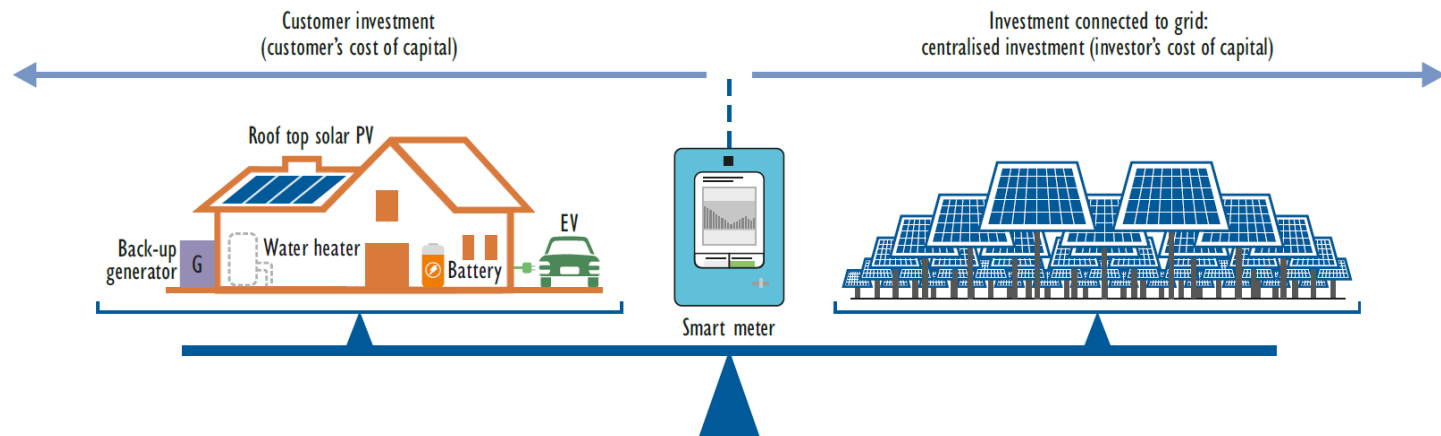 Customer investment
(customer's cost of capital)
Investment connected to grid:
centralised investment (investor's cost of capital)
Roof top solar PV
Back-up
generator
G
Water heater
Battery
EV
Smart meter